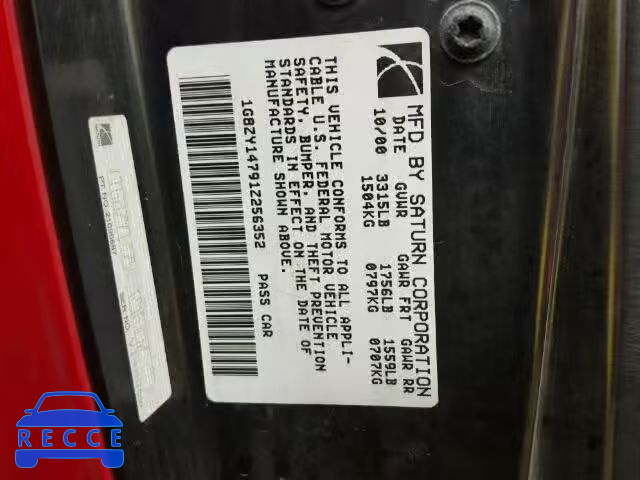 MFD BY SATURN CORPORATION
DATE GVWR GAWR FRT GAWR RR
10/00 3315LB 1756LB 1559LB
1504KG 0797KG 0707KG
THIS VEHICLE CONFORMS TO ALL APPLI-
CABLE U.S. FEDERAL MOTOR VEHICLE
SAFETY, BUMPER, AND THEFT PREVENTION
STANDARDS IN EFFECT ON THE DATE OF
MANUFACTURE SHOWN ABOVE.
1G8ZY14791Z256352 PASS CAR
RECCE